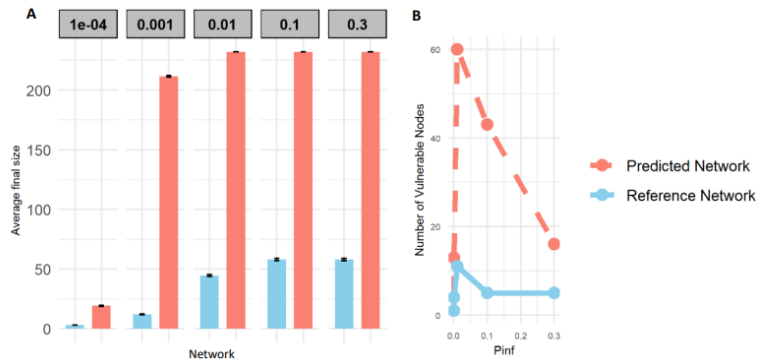 A
1e-04 0.001 0.01 0.1 0.3
Average final size
200
150
100
50
0
Network
B
Number of Vulnerable Nodes
60
40
20
0
0.0 0.1 0.2 0.3
Pinf
Predicted Network
Reference Network